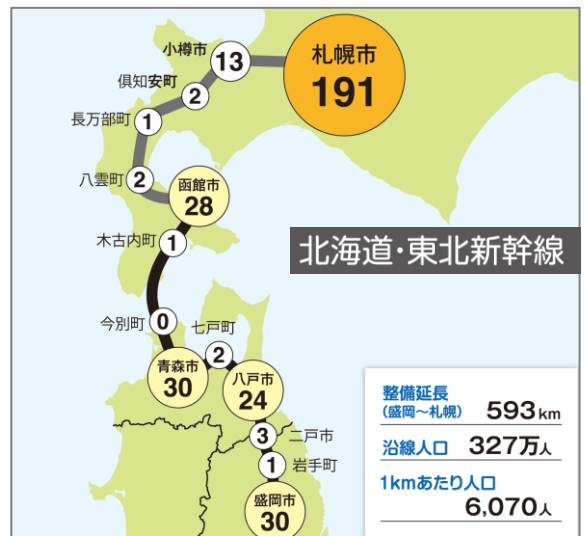 小樽市
13
札幌市
191
倶知安町
2
長万部町
1
八雲町
2
函館市
28
木古内町
1
北海道・東北新幹線
今別町
0
七戸町
2
青森市
30
八戸市
24
3
二戸市
1
岩手町
盛岡市
30
整備延長
(盛岡〜札幌)
593km
沿線人口
327万人
1kmあたり人口
6,070人